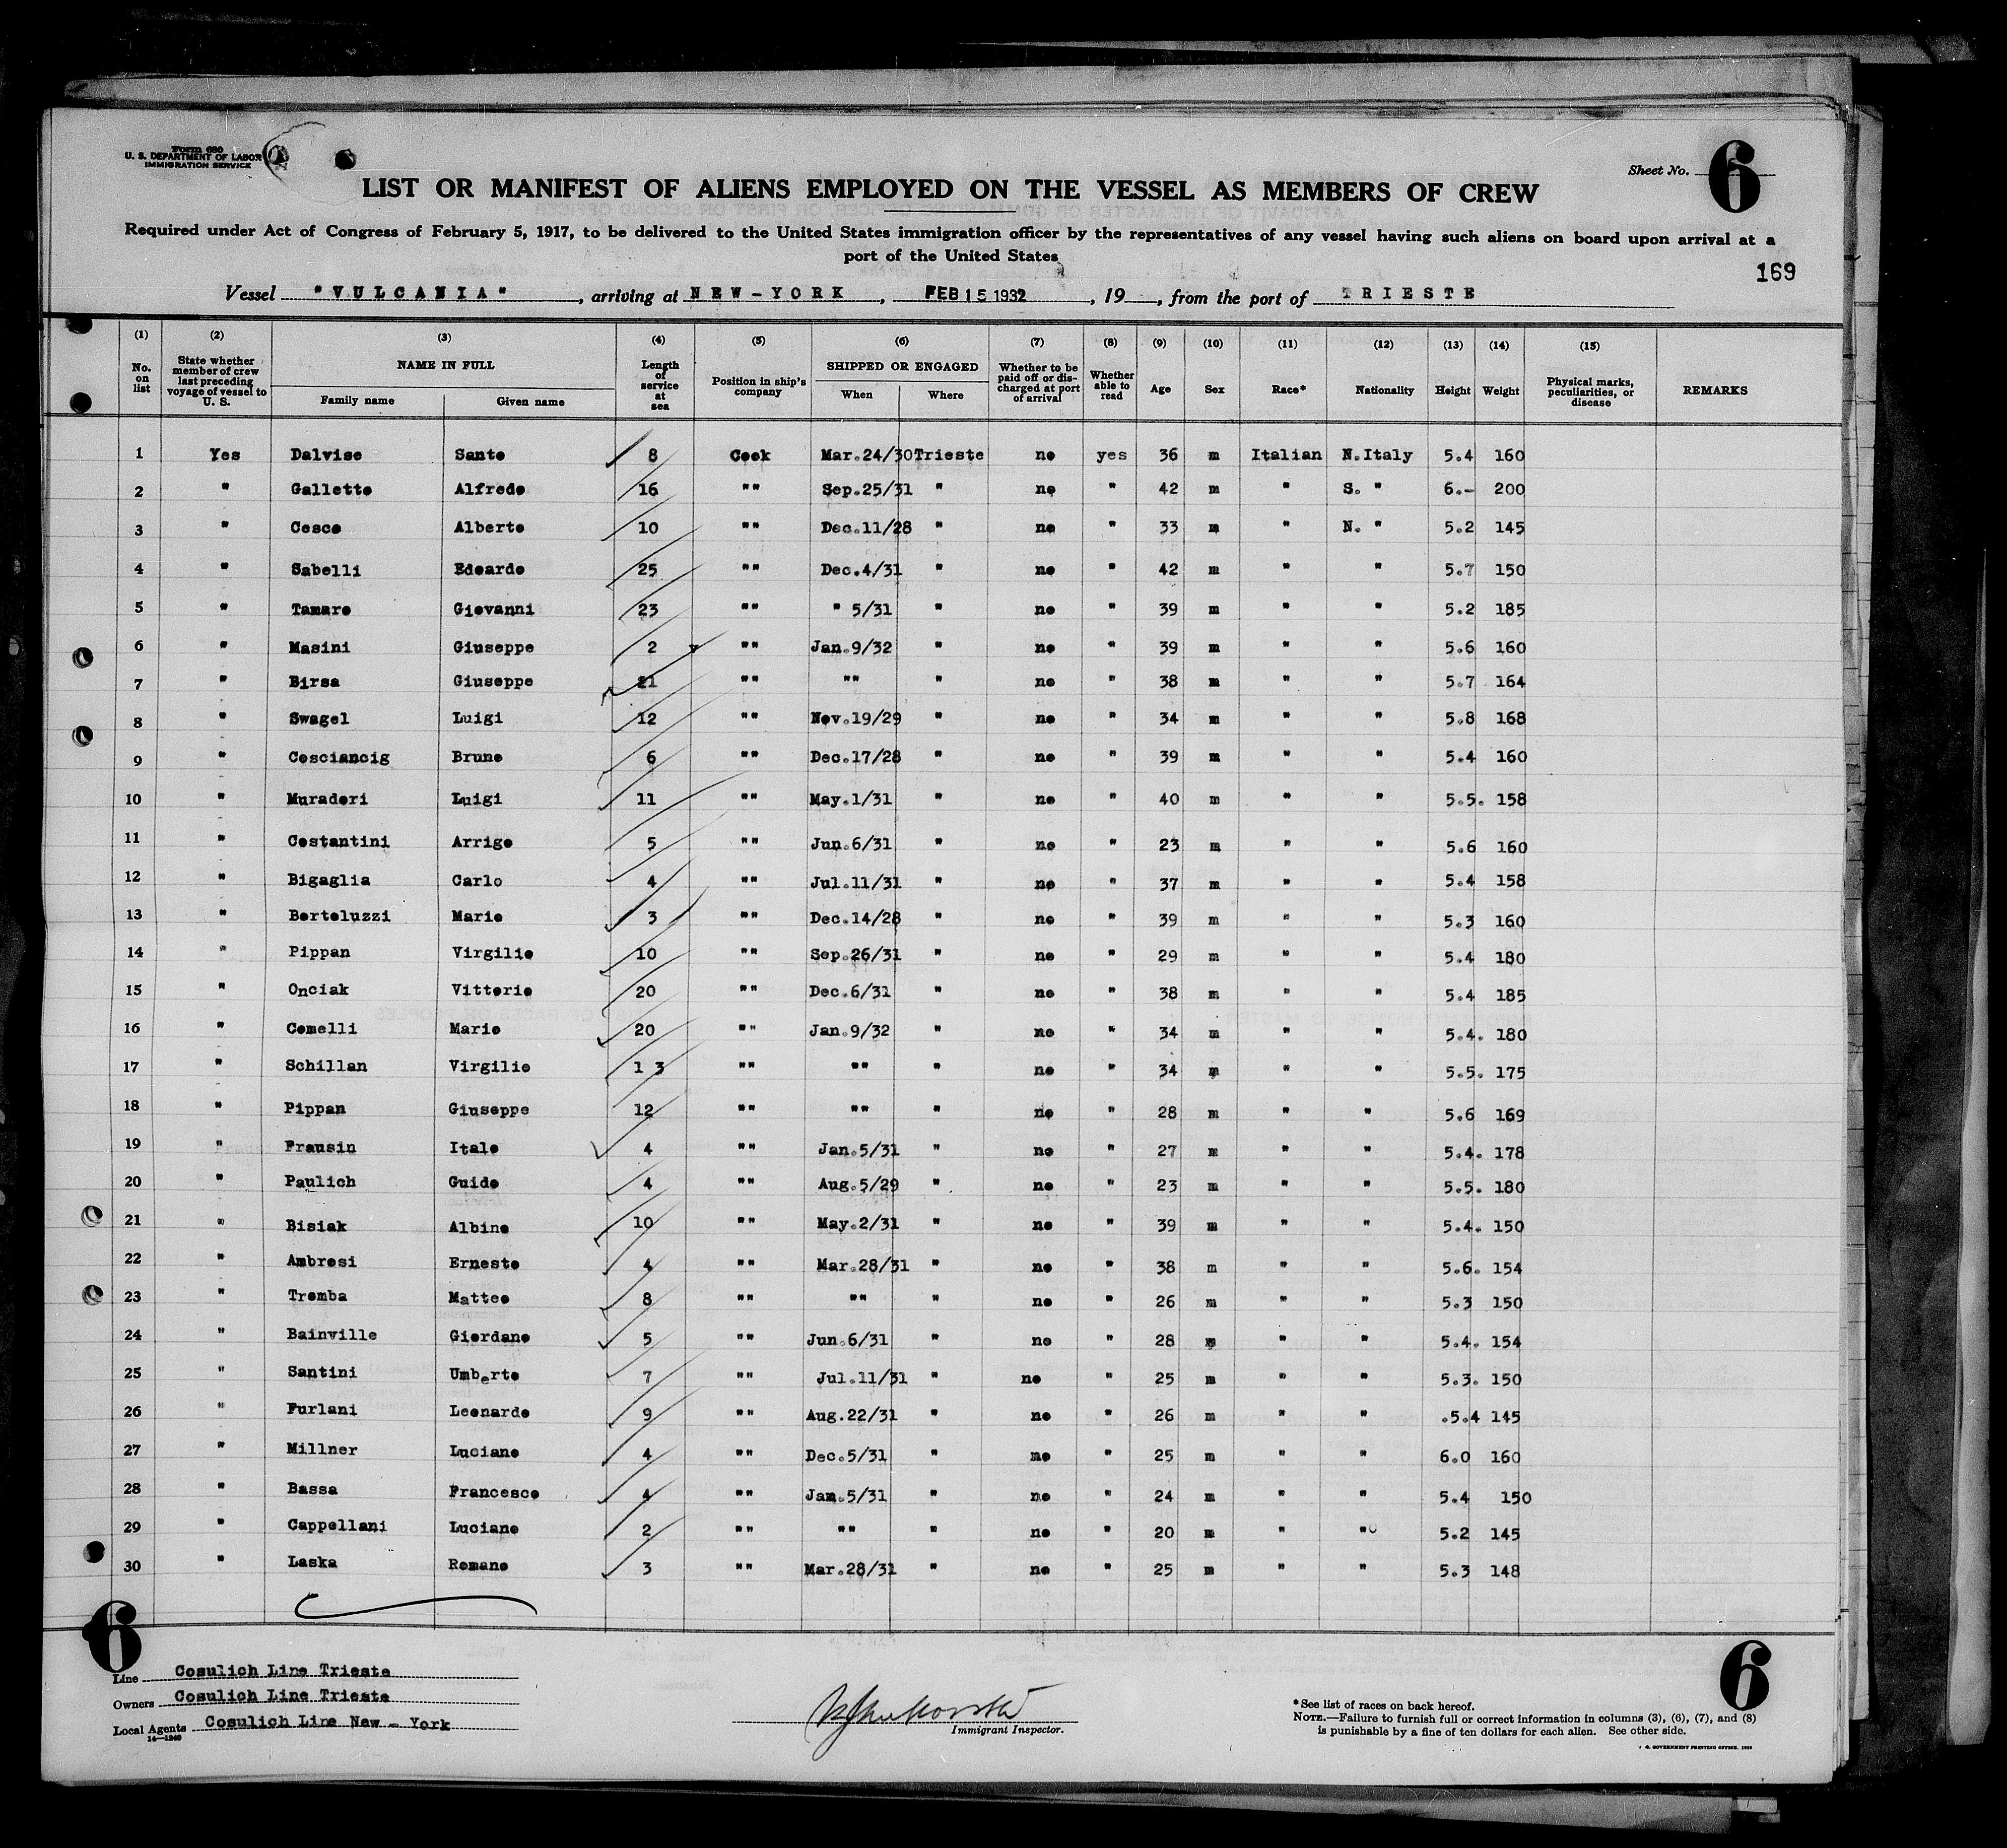 Form 680
U. S. DEPARTMENT OF LABOR
IMMIGRATION SERVICE
Sheet No. 6
LIST OR MANIFEST OF ALIENS EMPLOYED ON THE VESSEL AS MEMBERS OF CREW
Required under Act of Congress of February 5, 1917, to be delivered to the United States immigration officer by the representatives of any vessel having such aliens on board upon arrival at a
port of the United States
169
Vessel "VULCANIA", arriving at NEW-YORK, FEB 15 1932, 19, from the port of TRIESTE
(1) (2) (3) (4) (5) (6) (7) (8) (9) (10) (11) (12) (13) (14) (15)
No. on list State whether member of crew last preceding voyage of vessel to U. S. NAME IN FULL Family name Given name Length of service at sea Position in ship's company SHIPPED OR ENGAGED When Where Whether to be paid off or discharged at port of arrival Whether able to read Age Sex Race* Nationality Height Weight Physical marks, peculiarities, or disease REMARKS
1 Yes Dalvise Santo 8 Cook Mar.24/30 Trieste no yes 36 m Italian N.Italy 5.4 160
2 " Galletto Alfredo 16 "" Sep.25/31 " no " 42 m " S. " 6.- 200
3 " Cesco Alberto 10 "" Dec.11/28 " no " 33 m " N. " 5.2 145
4 " Sabelli Edoardo 25 "" Dec.4/31 " no " 42 m " " 5.7 150
5 " Tamaro Giovanni 23 "" " 5/31 " no " 39 m " " 5.2 185
6 " Masini Giuseppe 2 "" Jan.9/32 " no " 39 m " " 5.6 160
7 " Birsa Giuseppe 21 "" "" " no " 38 m " " 5.7 164
8 " Swagel Luigi 12 "" Nov.19/29 " no " 34 m " " 5.8 168
9 " Cosciancig Bruno 6 "" Dec.17/28 " no " 39 m " " 5.4 160
10 " Muradori Luigi 11 "" May.1/31 " no " 40 m " " 5.5. 158
11 " Costantini Arrigo 5 "" Jun.6/31 " no " 23 m " " 5.6 160
12 " Bigaglia Carlo 4 "" Jul.11/31 " no " 37 m " " 5.4 158
13 " Bortoluzzi Mario 3 "" Dec.14/28 " no " 39 m " " 5.3 160
14 " Pippan Virgilio 10 "" Sep.26/31 " no " 29 m " " 5.4 180
15 " Onciak Vittorio 20 "" Dec.6/31 " no " 38 m " " 5.4 185
16 " Comelli Mario 20 "" Jan.9/32 " no " 34 m " " 5.4. 180
17 " Schillan Virgilio 1 3 "" "" " no " 34 m " " 5.5. 175
18 " Pippan Giuseppe 12 "" "" " no " 28 m " " 5.6 169
19 " Frausin Italo 4 "" Jan.5/31 " no " 27 m " " 5.4. 178
20 " Paulich Guido 4 "" Aug.5/29 " no " 23 m " " 5.5. 180
21 " Bisiak Albino 10 "" May.2/31 " no " 39 m " " 5.4. 150
22 " Ambrosi Ernesto 4 "" Mar.28/31 " no " 38 m " " 5.6. 154
23 " Tromba Matteo 8 "" "" " no " 26 m " " 5.3 150
24 " Bainville Giordano 5 "" Jun.6/31 " no " 28 m " " 5.4. 154
25 " Santini Umberto 7 "" Jul.11/31 " no " 25 m " " 5.3. 150
26 " Furlani Leonardo 9 "" Aug.22/31 " no " 26 m " " .5.4 145
27 " Millner Luciano 4 "" Dec.5/31 " no " 25 m " " 6.0 160
28 " Bassa Francesco 4 "" Jan.5/31 " no " 24 m " " 5.4 150
29 " Cappellani Luciano 2 "" "" " no " 20 m " " 5.2 145
30 " Laska Romano 3 "" Mar.28/31 " no " 25 m " " 5.3 148
6
6
Line Cosulich Line Trieste
Owners Cosulich Line Trieste
Local Agents Cosulich Line New - York
14—1240
Immigrant Inspector.
*See list of races on back hereof.
NOTE.—Failure to furnish full or correct information in columns (3), (6), (7), and (8)
is punishable by a fine of ten dollars for each alien. See other side.
GOVERNMENT PRINTING OFFICE